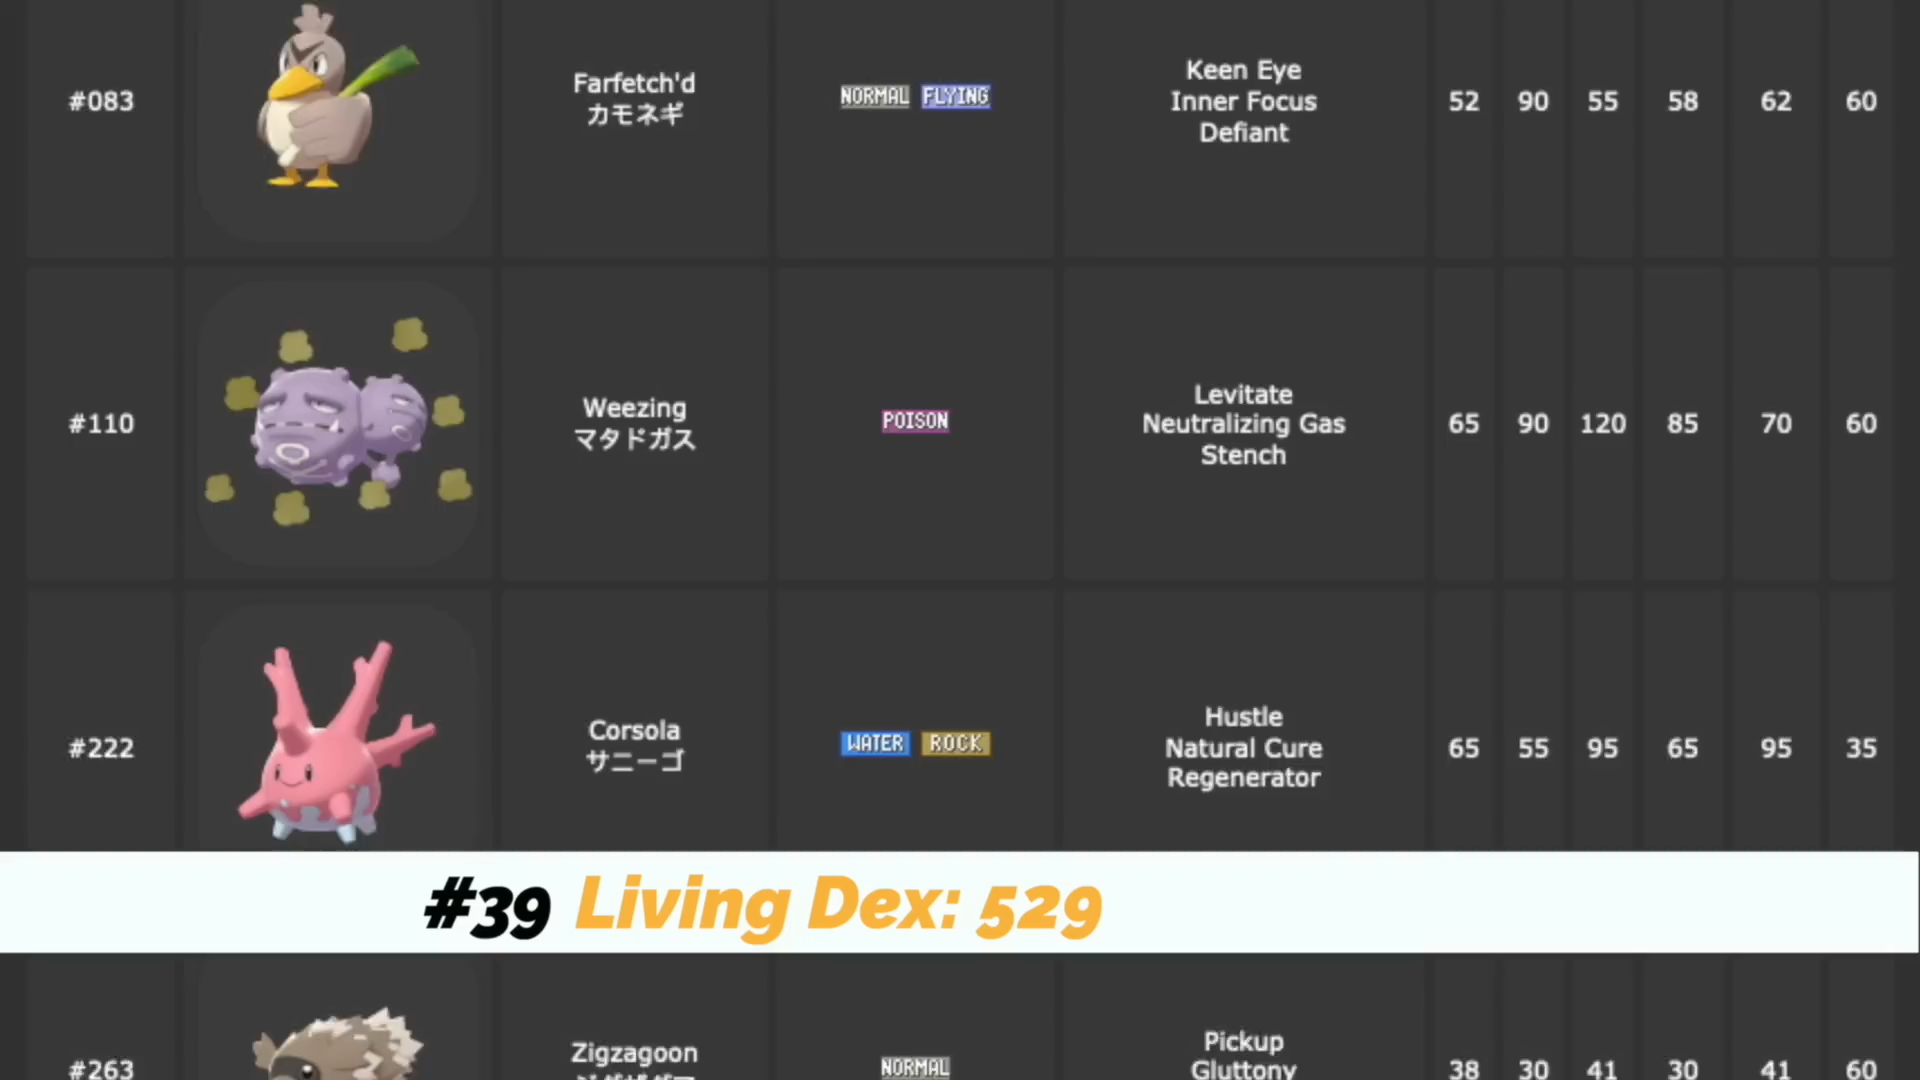 #083
Farfetch'd
カモネギ
NORMAL FLYING
Keen Eye
Inner Focus
Defiant
52 90 55 58 62 60
#110
Weezing
マタドガス
POISON
Levitate
Neutralizing Gas
Stench
65 90 120 85 70 60
#222
Corsola
サニーゴ
WATER ROCK
Hustle
Natural Cure
Regenerator
65 55 95 65 95 35
#39 Living Dex: 529
#263
Zigzagoon
NORMAL
Pickup
Gluttony
38 30 41 30 41 60